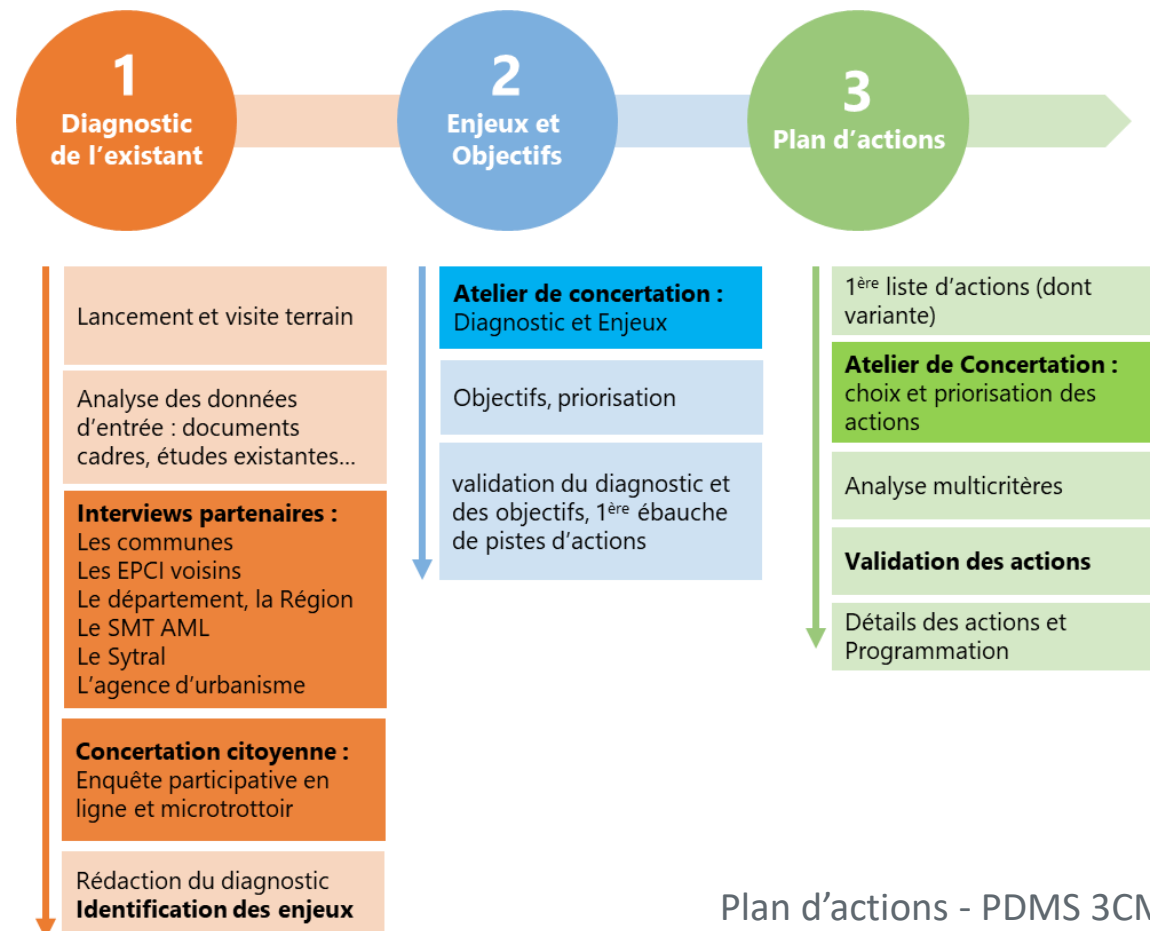 1
Diagnostic
de l'existant
2
Enjeux et
Objectifs
3
Plan d'actions
Lancement et visite terrain
Analyse des données
d'entrée : documents
cadres, études existantes...
Interviews partenaires :
Les communes
Les EPCI voisins
Le département, la Région
Le SMT AML
Le Sytral
L'agence d'urbanisme
Concertation citoyenne :
Enquête participative en
ligne et microtrottoir
Rédaction du diagnostic
Identification des enjeux
Atelier de concertation :
Diagnostic et Enjeux
Objectifs, priorisation
validation du diagnostic et
des objectifs, 1ère ébauche
de pistes d'actions
1ère liste d'actions (dont
variante)
Atelier de Concertation :
choix et priorisation des
actions
Analyse multicritères
Validation des actions
Détails des actions et
Programmation
Plan d'actions - PDMS 3CM